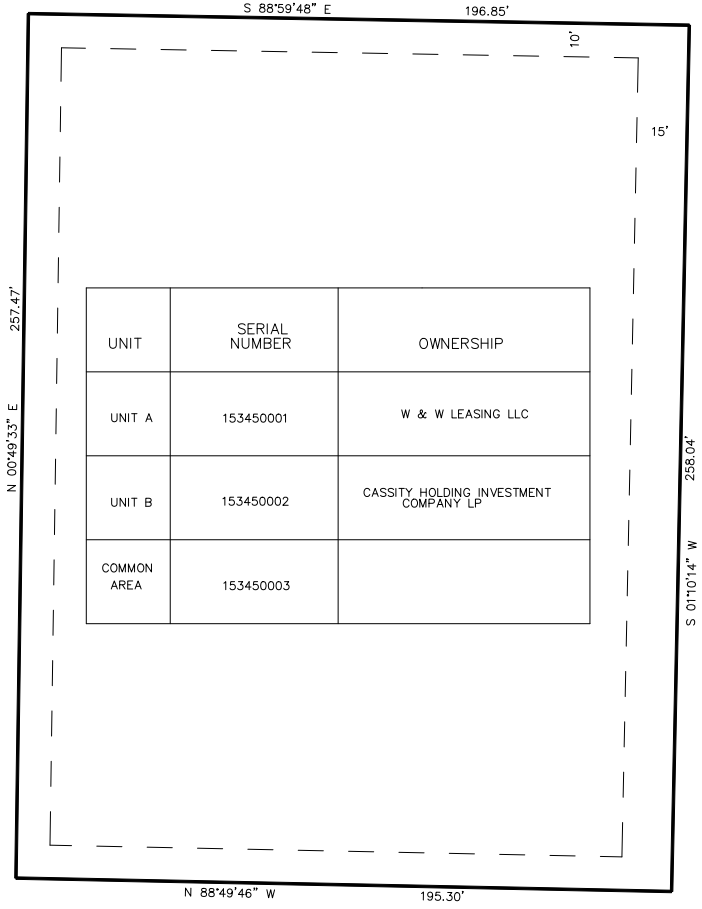 S 88°59'48" E 196.85'
10'
15'
N 00°49'33" E 257.47'
UNIT
SERIAL
NUMBER
OWNERSHIP
UNIT A
153450001
W & W LEASING LLC
UNIT B
153450002
CASSITY HOLDING INVESTMENT
COMPANY LP
COMMON
AREA
153450003
S 01°10'14" W 258.04'
N 88°49'46" W 195.30'